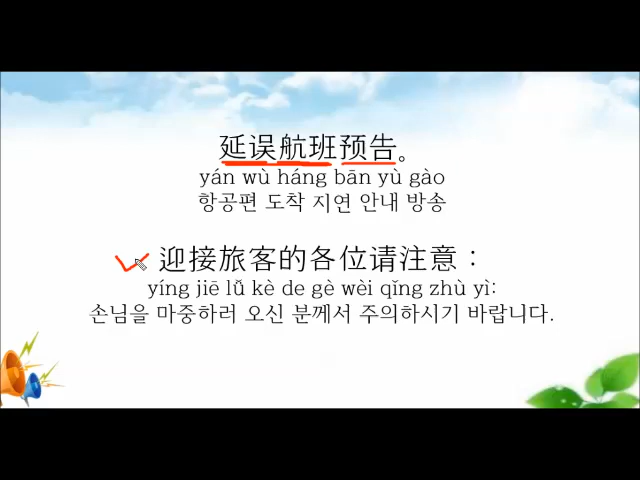 延误航班预告。
yán wù háng bān yù gào
항공편 도착 지연 안내 방송
迎接旅客的各位请注意：
yíng jiē lǚ kè de gè wèi qǐng zhù yì:
손님을 마중하러 오신 분께서 주의하시기 바랍니다.